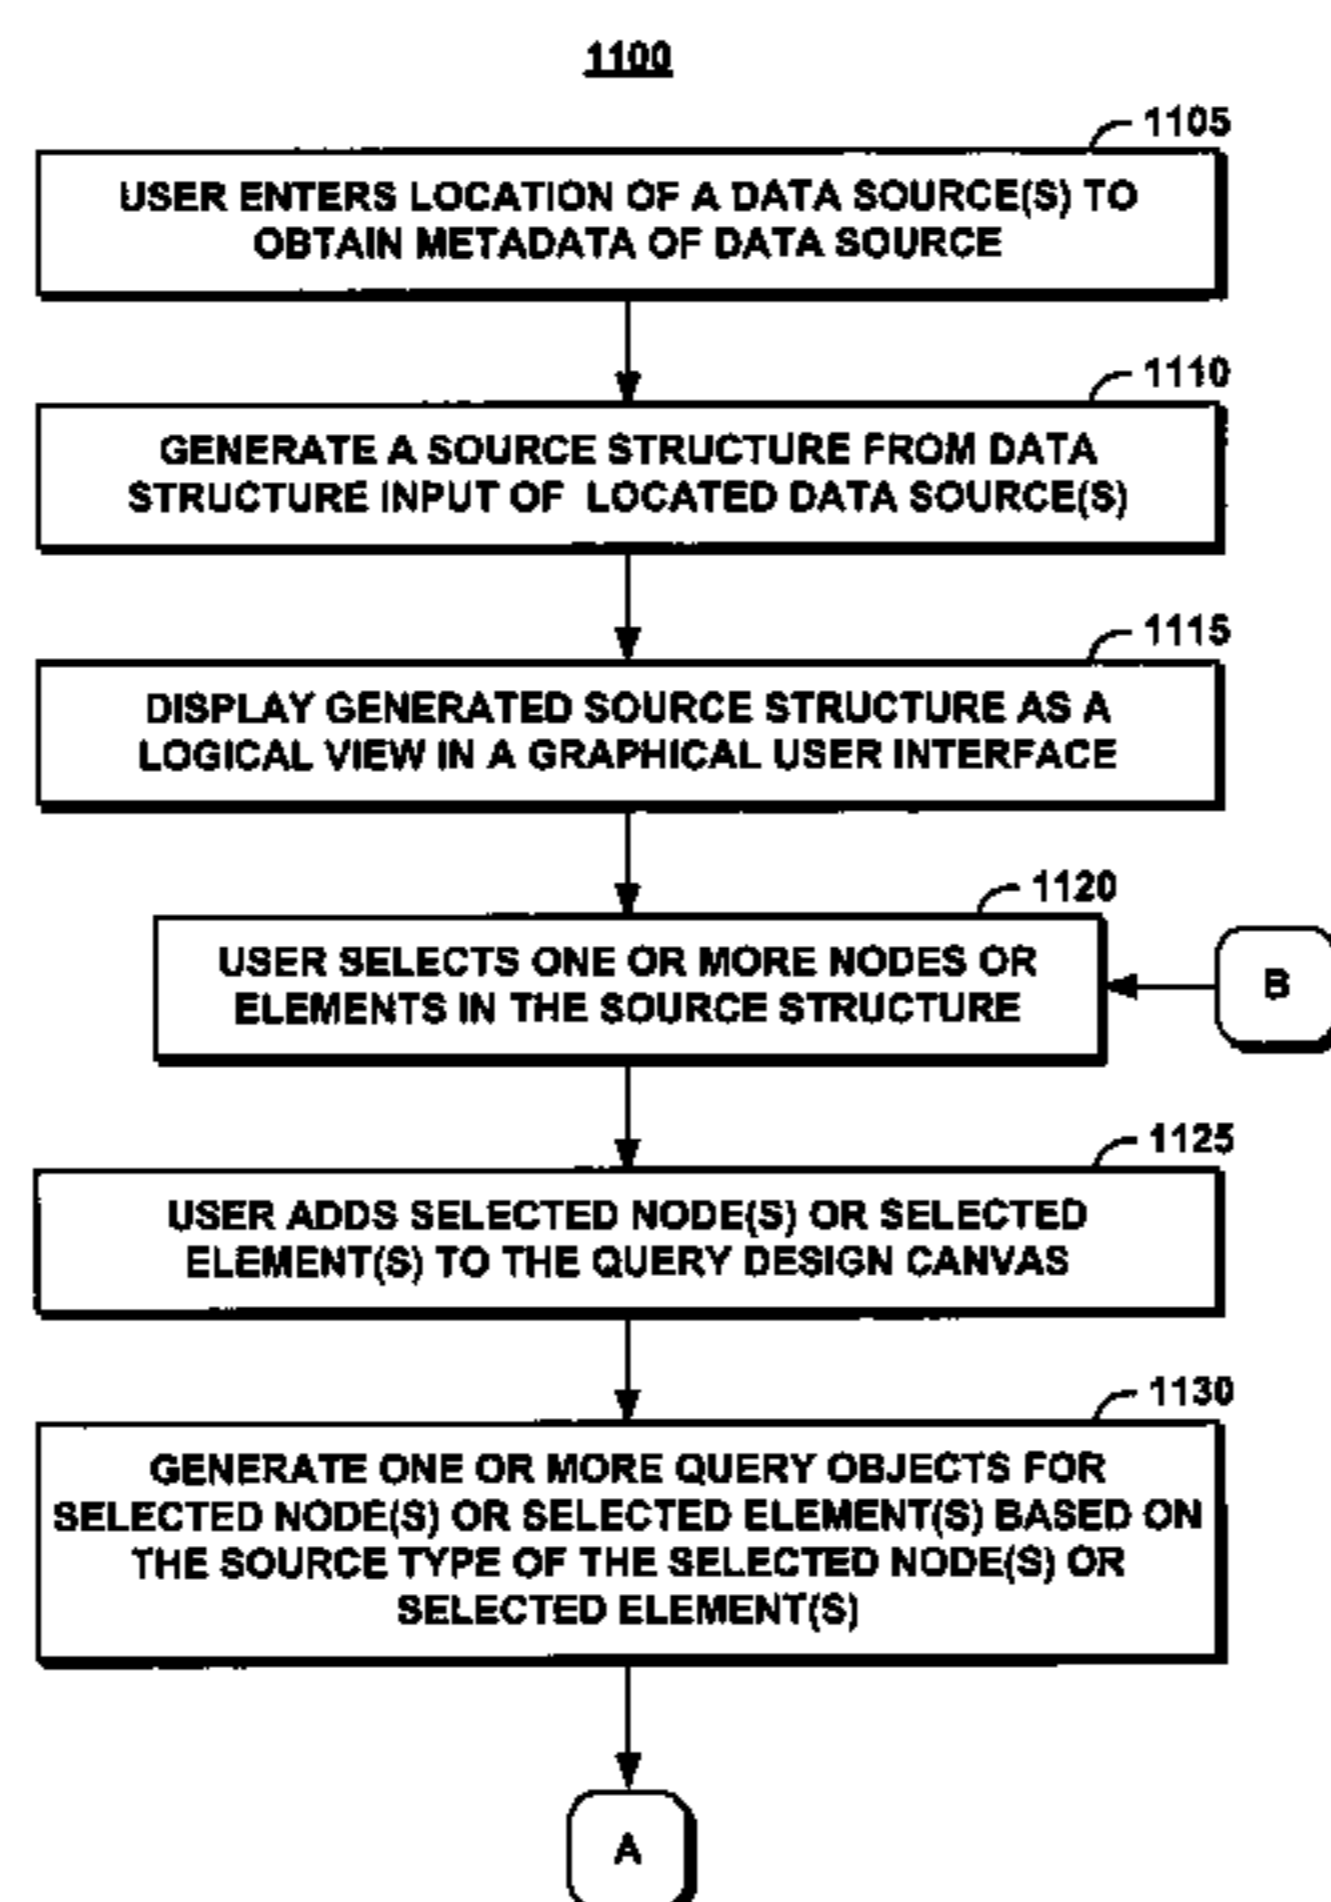 1100
1105
USER ENTERS LOCATION OF A DATA SOURCE(S) TO
OBTAIN METADATA OF DATA SOURCE
1110
GENERATE A SOURCE STRUCTURE FROM DATA
STRUCTURE INPUT OF LOCATED DATA SOURCE(S)
1115
DISPLAY GENERATED SOURCE STRUCTURE AS A
LOGICAL VIEW IN A GRAPHICAL USER INTERFACE
1120
USER SELECTS ONE OR MORE NODES OR
ELEMENTS IN THE SOURCE STRUCTURE
B
1125
USER ADDS SELECTED NODE(S) OR SELECTED
ELEMENT(S) TO THE QUERY DESIGN CANVAS
1130
GENERATE ONE OR MORE QUERY OBJECTS FOR
SELECTED NODE(S) OR SELECTED ELEMENT(S) BASED ON
THE SOURCE TYPE OF THE SELECTED NODE(S) OR
SELECTED ELEMENT(S)
A